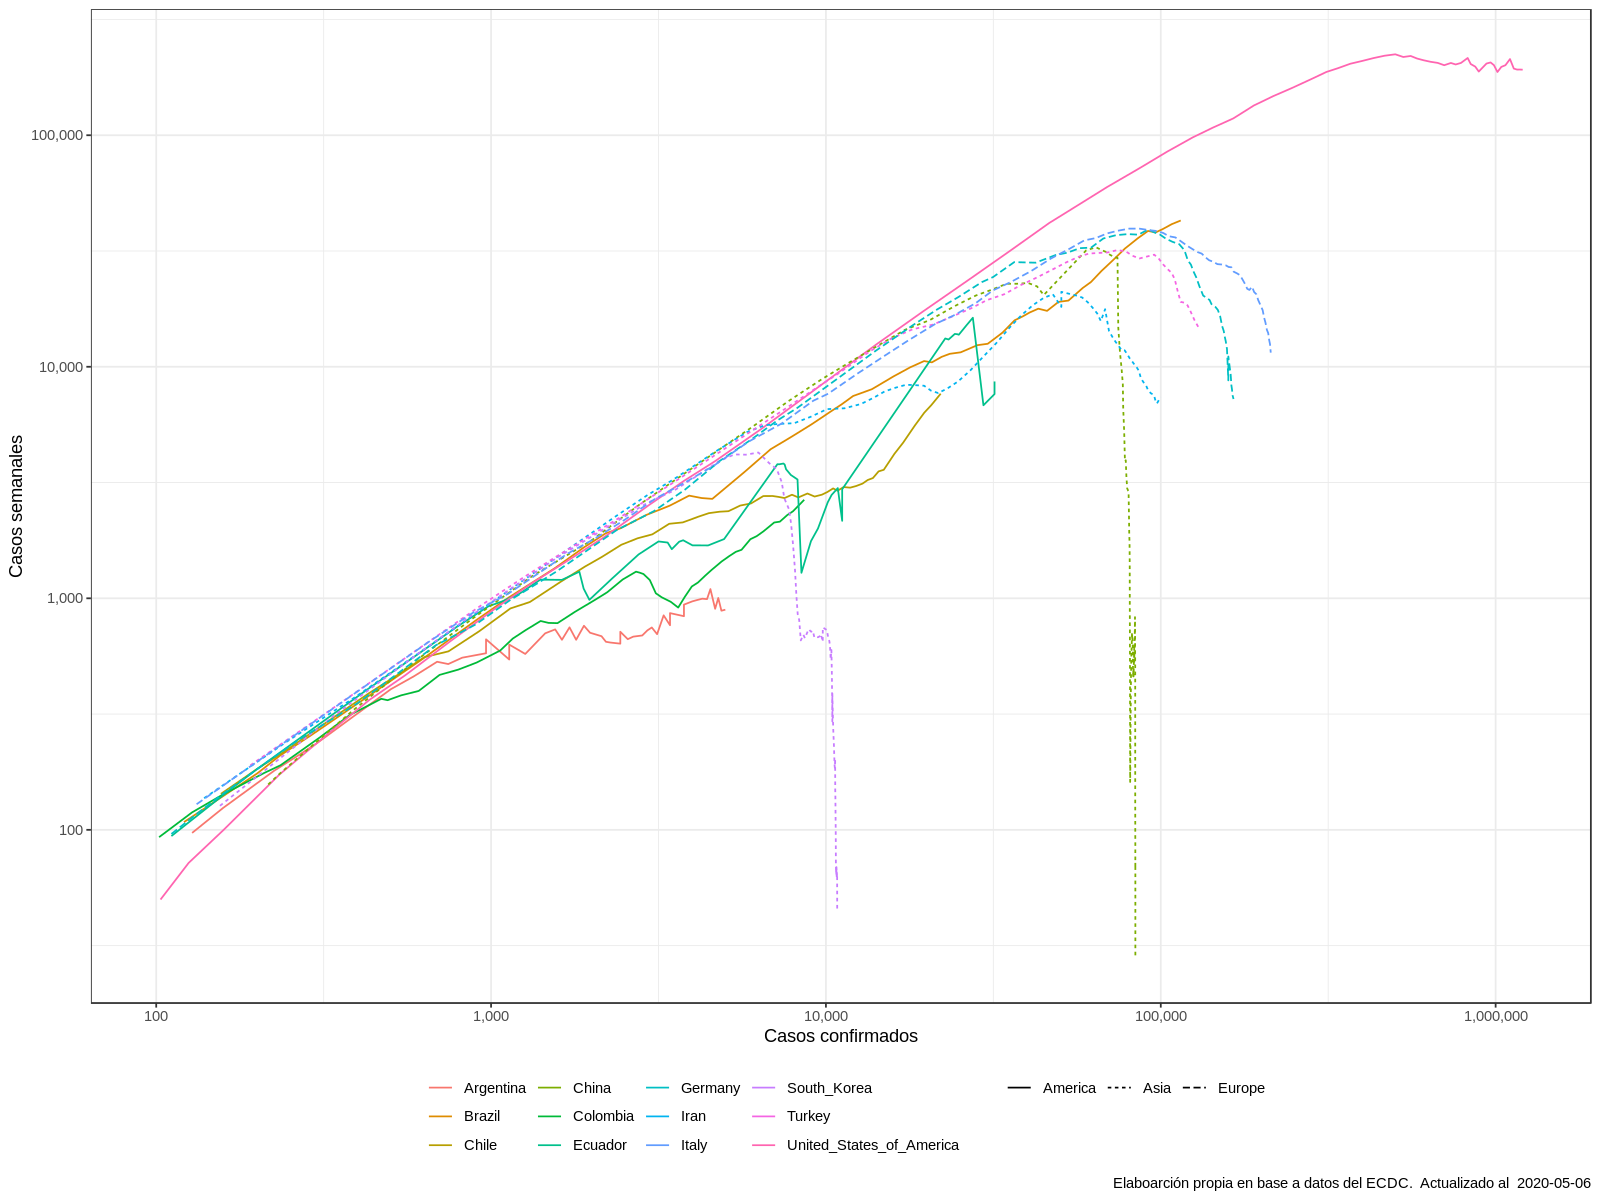 Casos semanales
100,000
10,000
1,000
100
100
1,000
10,000
100,000
1,000,000
Casos confirmados
Argentina China Germany South_Korea America Asia Europe
Brazil Colombia Iran Turkey
Chile Ecuador Italy United_States_of_America
Elaboarción propia en base a datos del ECDC. Actualizado al 2020-05-06